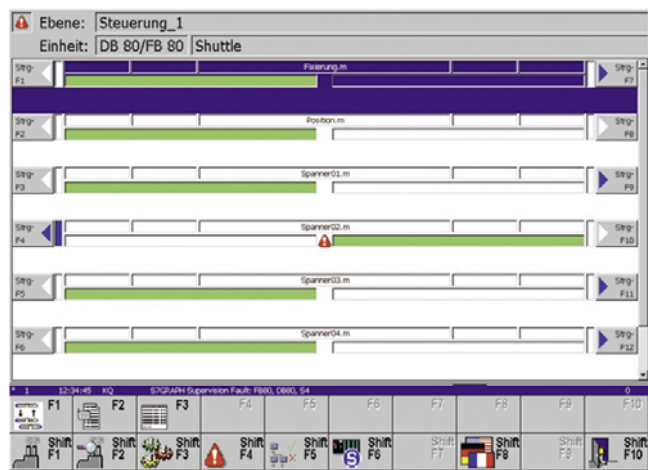 Ebene: Steuerung_1
Einheit: DB 80/FB 80 Shuttle
Strg-
F1
Fixierung.m
Strg-
F7
Strg-
F2
Position.m
Strg-
F8
Strg-
F3
Spanner01.m
Strg-
F9
Strg-
F4
Spanner02.m
Strg-
F10
Strg-
F5
Spanner03.m
Strg-
F11
Strg-
F6
Spanner04.m
Strg-
F12
* 1 12:34:45 KQ S7GRAPH Supervision Fault: FB80, DB80, S4 0
F1 F2 F3 F4 F5 F6 F7 F8 F9 F10
Shift Shift Shift Shift Shift Shift Shift Shift Shift Shift
F1 F2 F3 F4 F5 F6 F7 F8 F9 F10
S